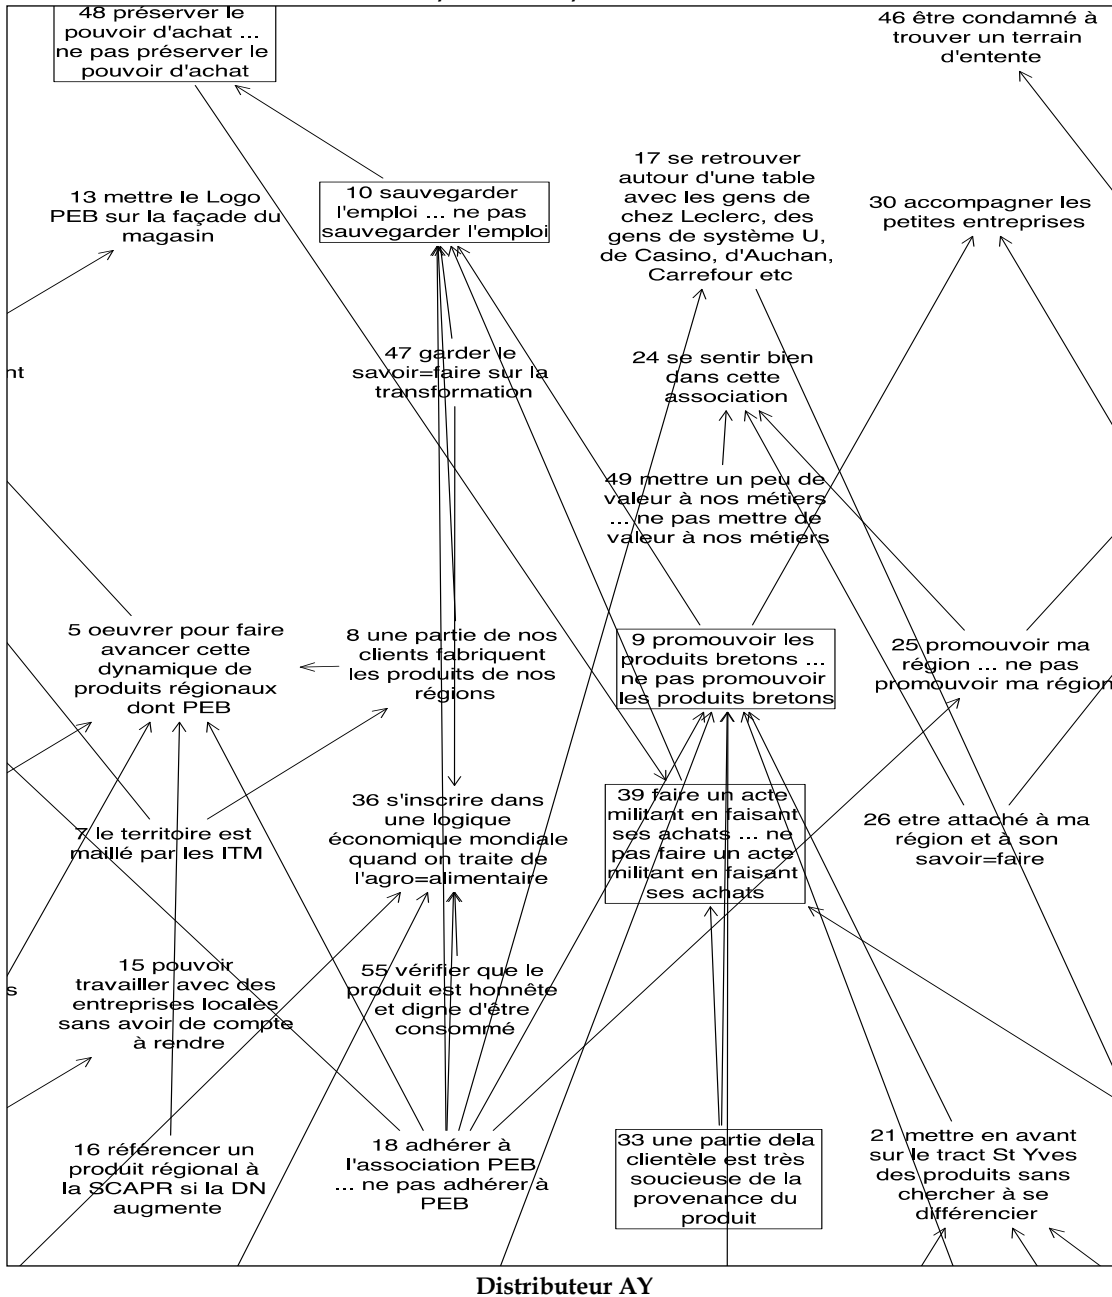 48 préserver le
pouvoir d'achat ...
ne pas préserver le
pouvoir d'achat
46 être condamné à
trouver un terrain
d'entente
13 mettre le Logo
PEB sur la façade du
magasin
10 sauvegarder
l'emploi ... ne pas
sauvegarder l'emploi
17 se retrouver
autour d'une table
avec les gens de
chez Leclerc, des
gens de système U,
de Casino, d'Auchan,
Carrefour etc
30 accompagner les
petites entreprises
nt
47 garder le
savoir=faire sur la
transformation
24 se sentir bien
dans cette
association
49 mettre un peu de
valeur à nos métiers
... ne pas mettre de
valeur à nos métiers
5 oeuvrer pour faire
avancer cette
dynamique de
produits régionaux
dont PEB
8 une partie de nos
clients fabriquent
les produits de nos
régions
9 promouvoir les
produits bretons ...
ne pas promouvoir
les produits bretons
25 promouvoir ma
région ... ne pas
promouvoir ma région
7 le territoire est
maillé par les ITM
36 s'inscrire dans
une logique
économique mondiale
quand on traite de
l'agro=alimentaire
39 faire un acte
militant en faisant
ses achats ... ne
pas faire un acte
militant en faisant
ses achats
26 etre attaché à ma
région et à son
savoir=faire
s
15 pouvoir
travailler avec des
entreprises locales
sans avoir de compte
à rendre
55 vérifier que le
produit est honnête
et digne d'être
consommé
16 référencer un
produit régional à
la SCAPR si la DN
augmente
18 adhérer à
l'association PEB
... ne pas adhérer à
PEB
33 une partie dela
clientèle est très
soucieuse de la
provenance du
produit
21 mettre en avant
sur le tract St Yves
des produits sans
chercher à se
différencier
Distributeur AY